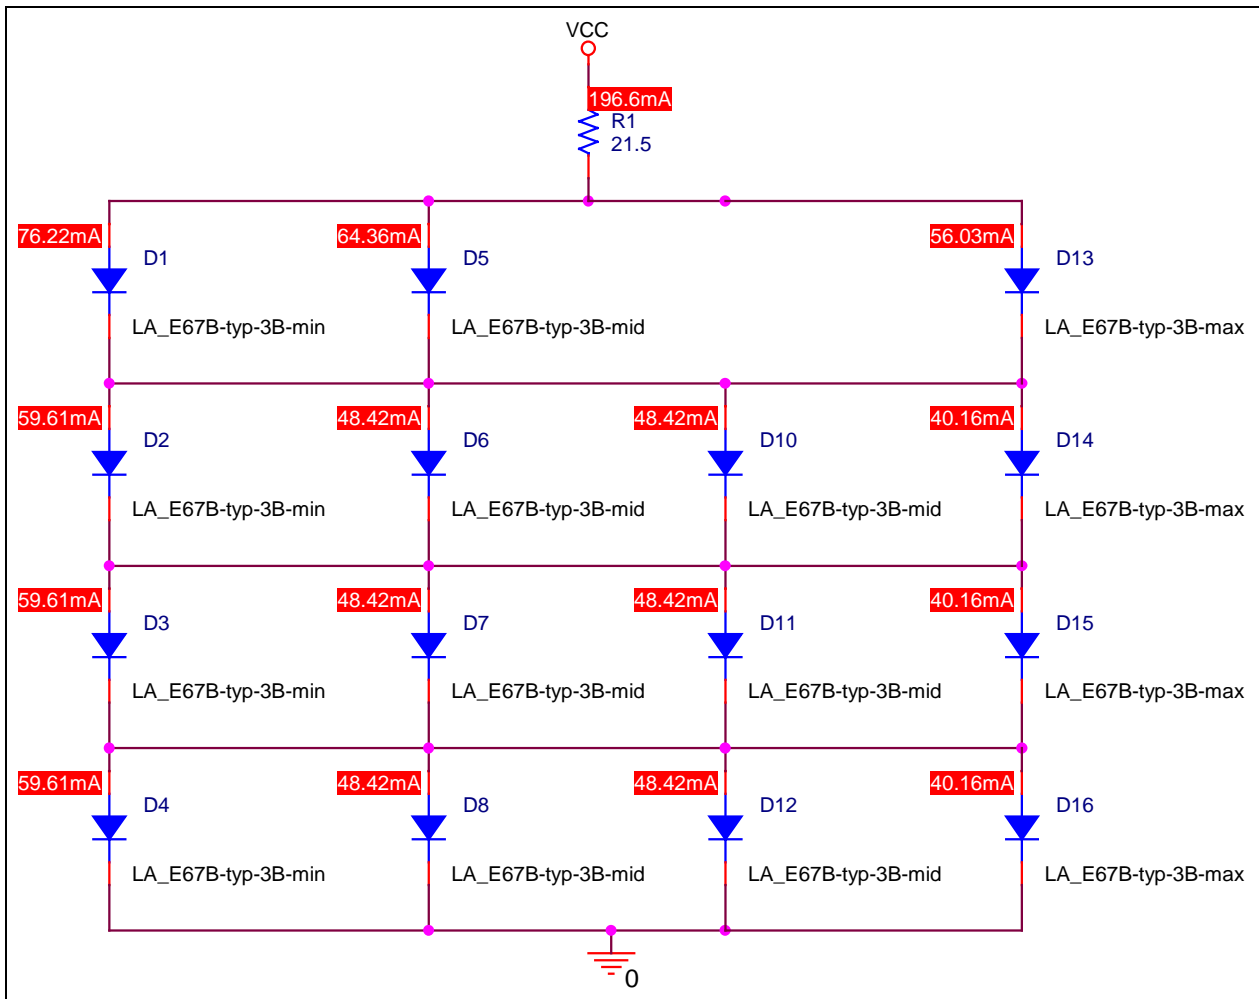 VCC
196.6mA
R1
21.5
76.22mA
D1
LA_E67B-typ-3B-min
64.36mA
D5
LA_E67B-typ-3B-mid
56.03mA
D13
LA_E67B-typ-3B-max
59.61mA
D2
LA_E67B-typ-3B-min
48.42mA
D6
LA_E67B-typ-3B-mid
48.42mA
D10
LA_E67B-typ-3B-mid
40.16mA
D14
LA_E67B-typ-3B-max
59.61mA
D3
LA_E67B-typ-3B-min
48.42mA
D7
LA_E67B-typ-3B-mid
48.42mA
D11
LA_E67B-typ-3B-mid
40.16mA
D15
LA_E67B-typ-3B-max
59.61mA
D4
LA_E67B-typ-3B-min
48.42mA
D8
LA_E67B-typ-3B-mid
48.42mA
D12
LA_E67B-typ-3B-mid
40.16mA
D16
LA_E67B-typ-3B-max
0